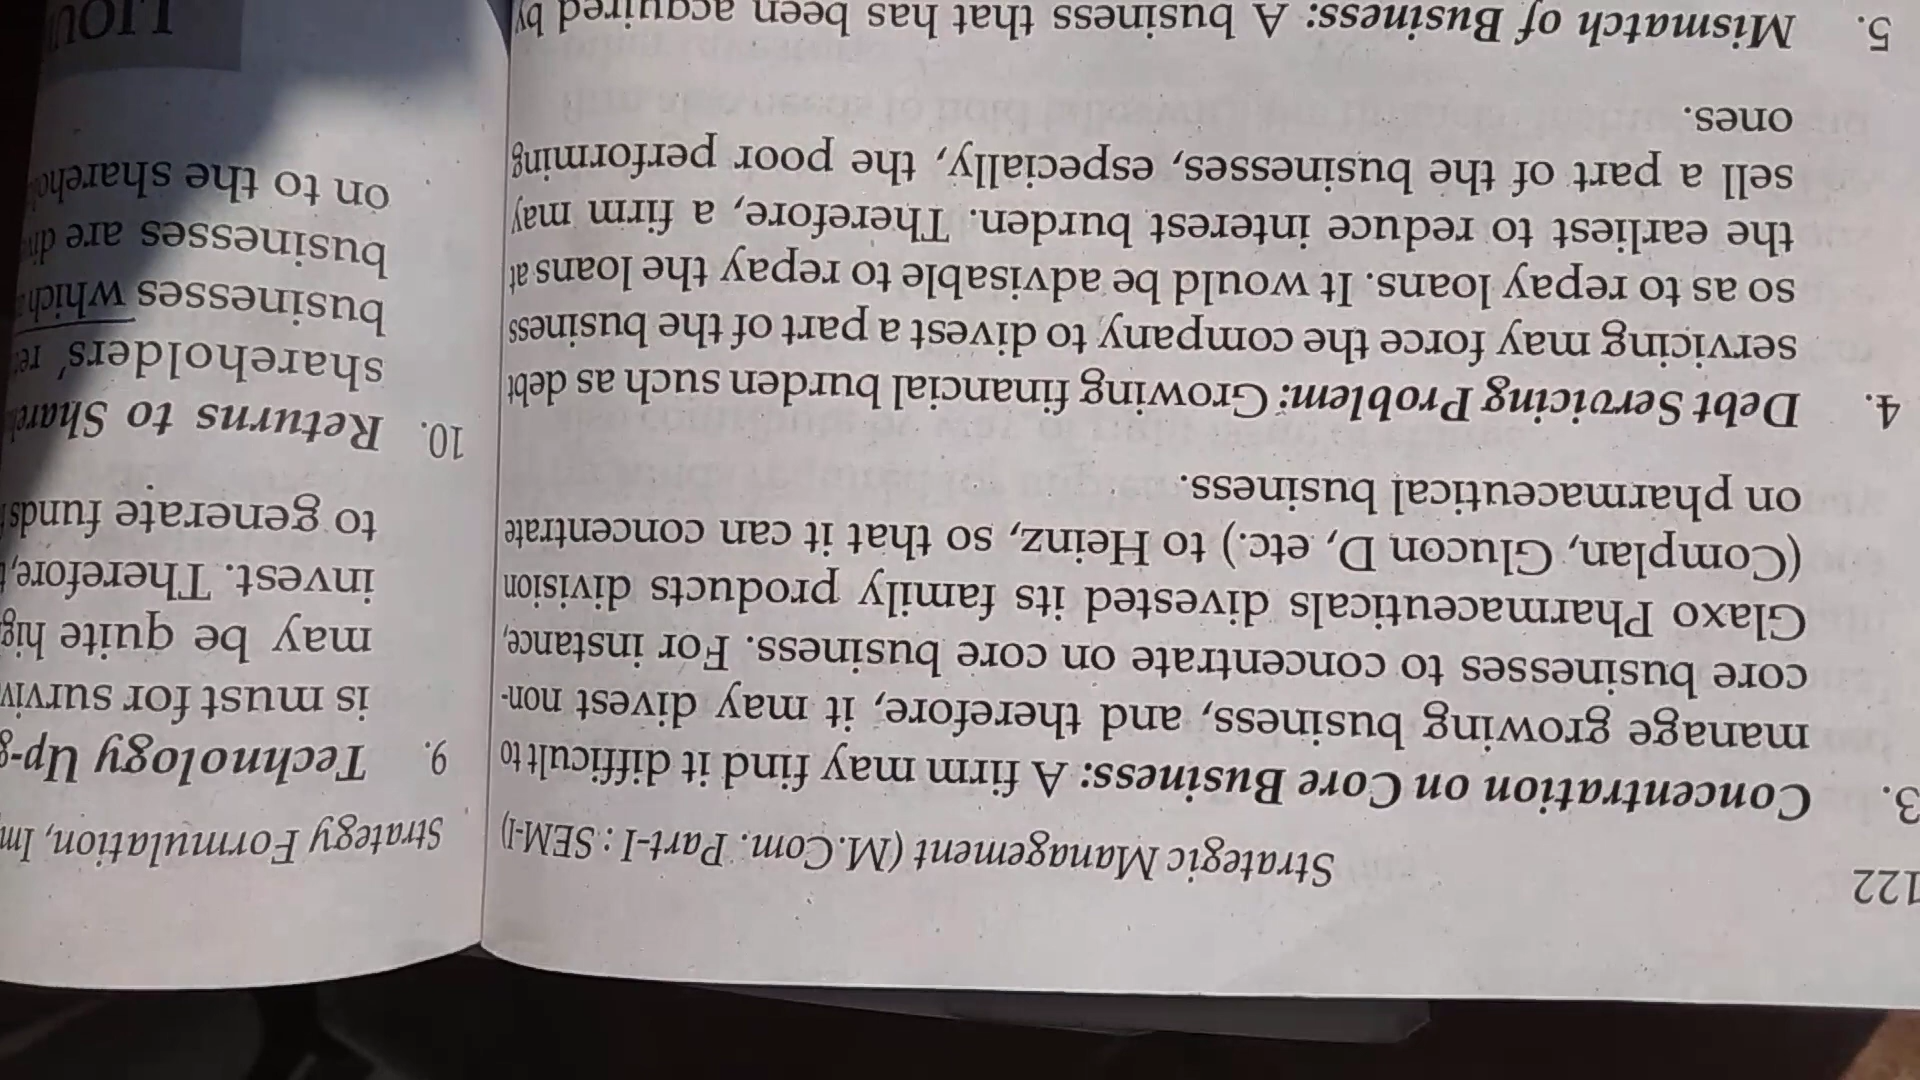 122
Strategic Management (M.Com. Part-I : SEM-I)
3. Concentration on Core Business: A firm may find it difficult to
manage growing business, and therefore, it may divest non-
core businesses to concentrate on core business. For instance,
Glaxo Pharmaceuticals divested its family products division
(Complan, Glucon D, etc.) to Heinz, so that it can concentrate
on pharmaceutical business.
4. Debt Servicing Problem: Growing financial burden such as debt
servicing may force the company to divest a part of the business
so as to repay loans. It would be advisable to repay the loans at
the earliest to reduce interest burden. Therefore, a firm may
sell a part of the businesses, especially, the poor performing
ones.
5. Mismatch of Business: A business that has been acquired by
Strategy Formulation,
9. Technology Up-
is must for
may be quite
invest. Therefore,
to generate funds
10. Returns to
shareholders'
businesses which
businesses are
on to the